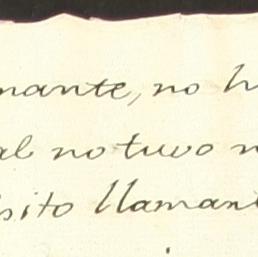 mante, no h
al no tuvo n
sito llamant